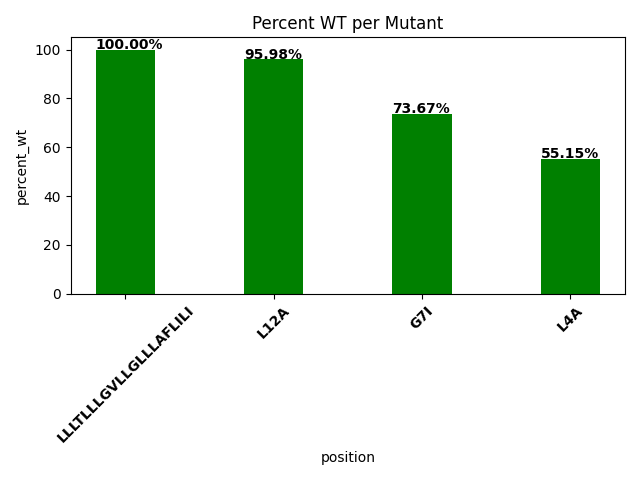 Percent WT per Mutant
percent_wt
100
80
60
40
20
0
100.00%
95.98%
73.67%
55.15%
LLLTLLLGVLLGLLLAFLILI
L12A
G7I
L4A
position